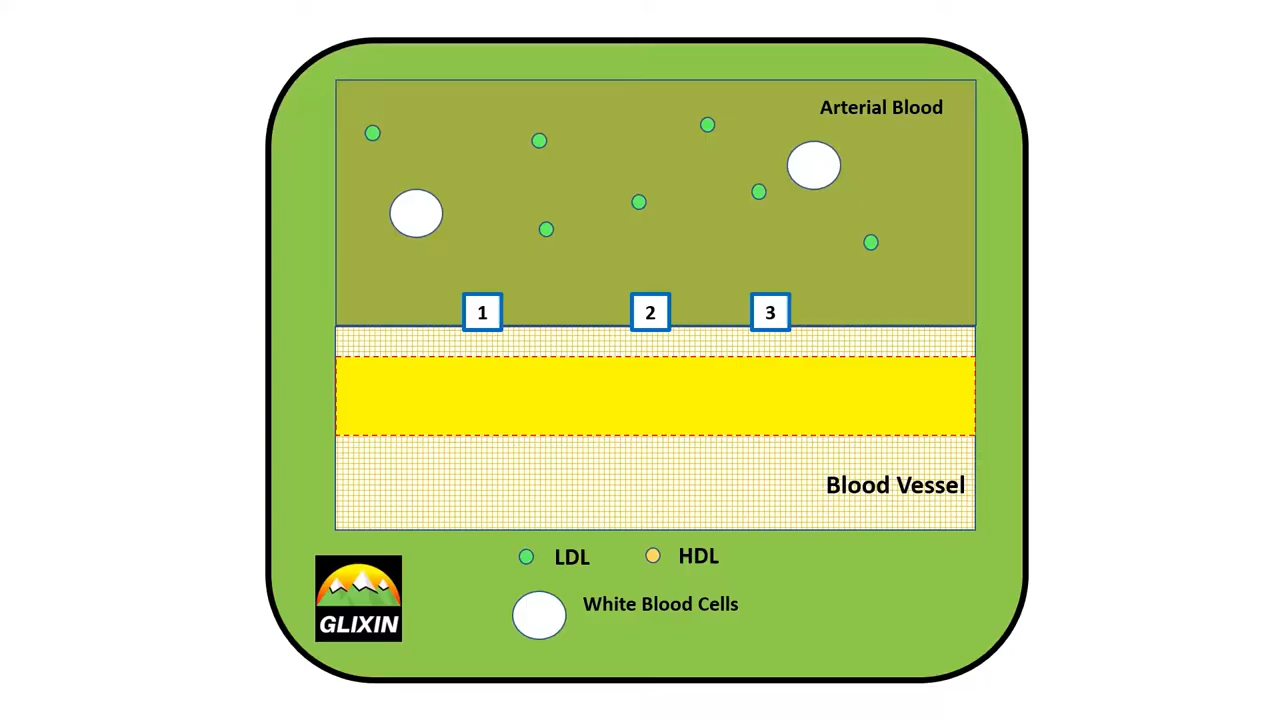 Arterial Blood
1 2 3
Blood Vessel
LDL HDL
White Blood Cells
GLIXIN